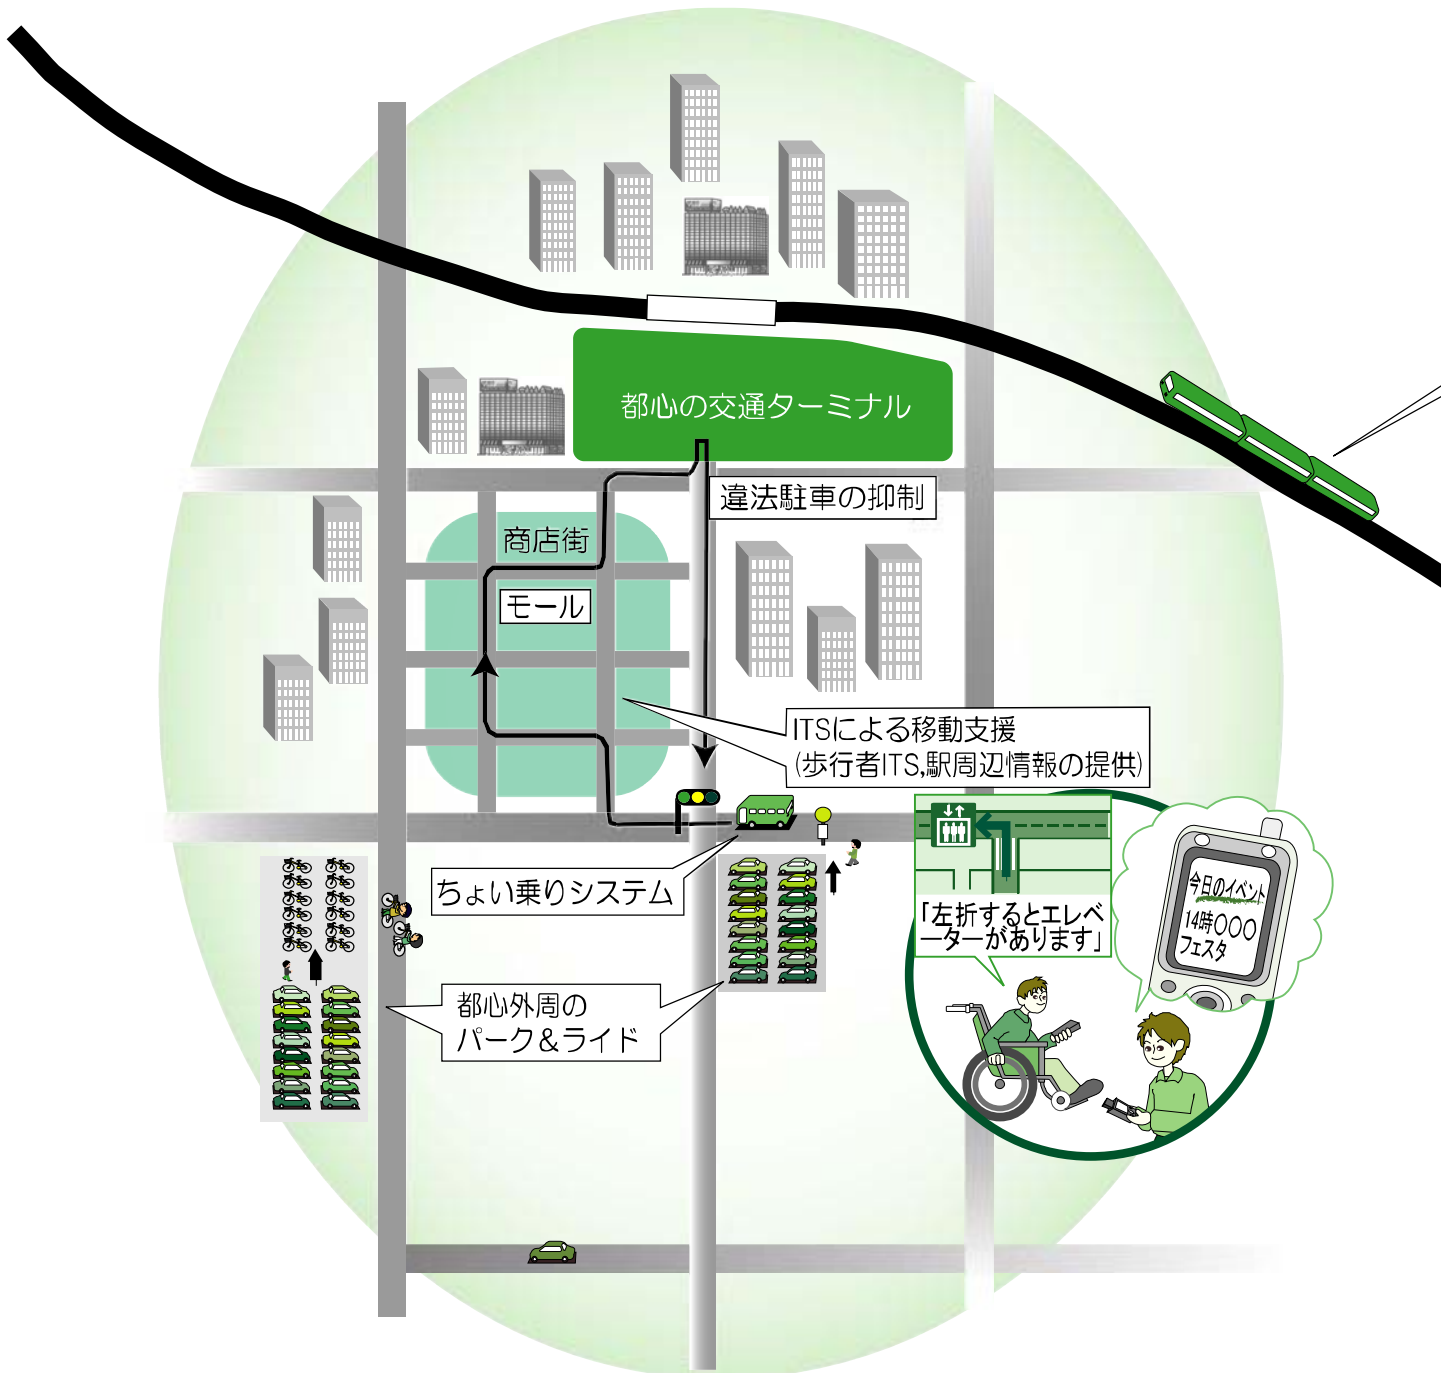 都心の交通ターミナル
違法駐車の抑制
商店街
モール
ITSによる移動支援
(歩行者ITS,駅周辺情報の提供)
ちょい乗りシステム
「左折するとエレベ
ーターがあります」
今日のイベント
14時〇〇〇
フェスタ
都心外周の
パーク&ライド